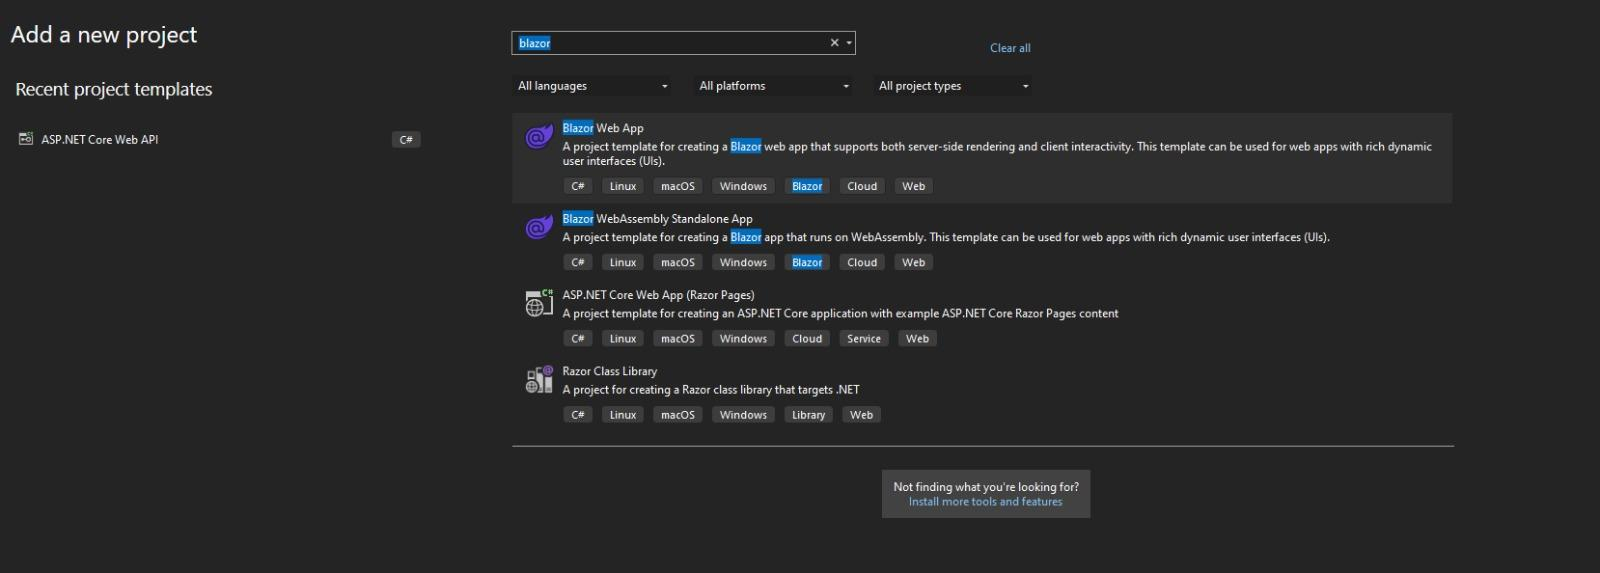 Add a new project
Recent project templates
ASP.NET Core Web API
C#
blazor
Clear all
All languages
All platforms
All project types
Blazor Web App
A project template for creating a Blazor web app that supports both server-side rendering and client interactivity. This template can be used for web apps with rich dynamic
user interfaces (UIs).
C# Linux macOS Windows Blazor Cloud Web
Blazor WebAssembly Standalone App
A project template for creating a Blazor app that runs on WebAssembly. This template can be used for web apps with rich dynamic user interfaces (UIs).
C# Linux macOS Windows Blazor Cloud Web
C#
ASP.NET Core Web App (Razor Pages)
A project template for creating an ASP.NET Core application with example ASP.NET Core Razor Pages content
C# Linux macOS Windows Cloud Service Web
Razor Class Library
A project for creating a Razor class library that targets .NET
C# Linux macOS Windows Library Web
Not finding what you're looking for?
Install more tools and features